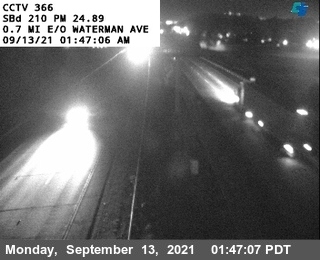 CCTV 366
SBd 210 PM 24.89
0.7 MI E/O WATERMAN AVE
09/13/21 01:47:06 AM
Monday, September 13, 2021 01:47:07 PDT